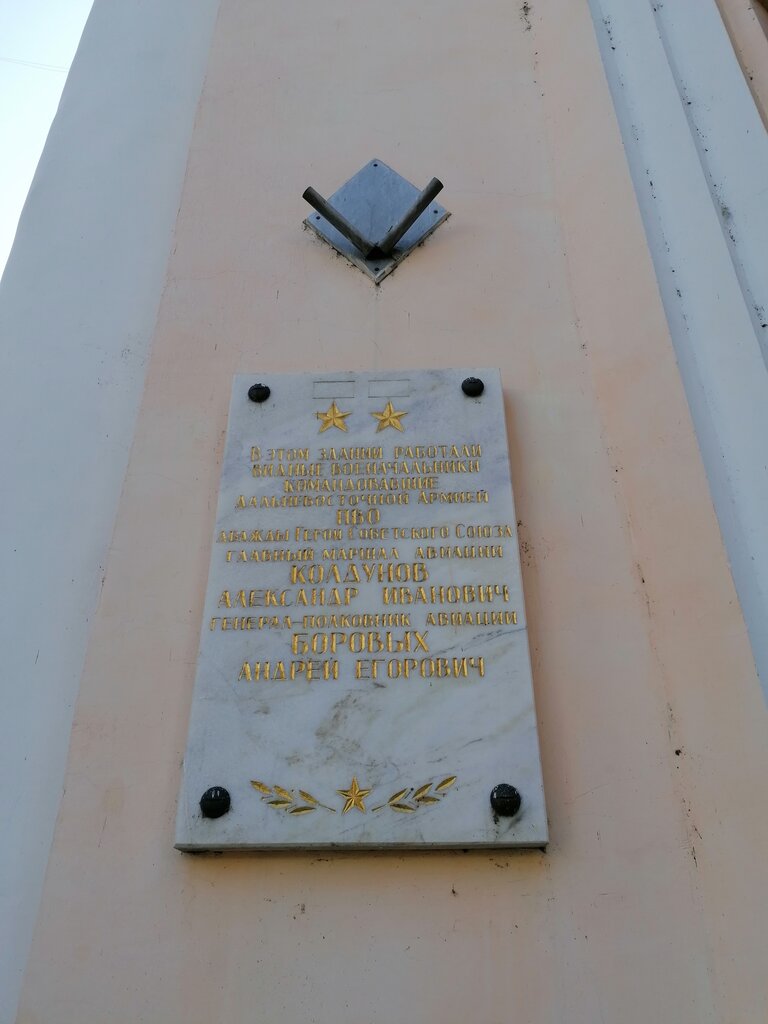 В ЭТОМ ЗДАНИИ РАБОТАЛИ
ВИДНЫЕ ВОЕНАЧАЛЬНИКИ
КОМАНДОВАВШИЕ
ДАЛЬНЕВОСТОЧНОЙ АРМИЕЙ
ПВО
ДВАЖДЫ ГЕРОИ СОВЕТСКОГО СОЮЗА
ГЛАВНЫЙ МАРШАЛ АВИАЦИИ
КОЛДУНОВ
АЛЕКСАНДР ИВАНОВИЧ
ГЕНЕРАЛ-ПОЛКОВНИК АВИАЦИИ
БОРОВЫХ
АНДРЕЙ ЕГОРОВИЧ